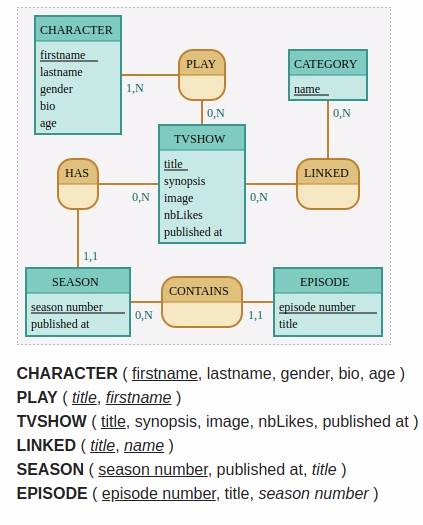 CHARACTER
firstname
lastname
gender
bio
age
PLAY
CATEGORY
name
1,N
0,N
0,N
TVSHOW
title
synopsis
image
nbLikes
published at
HAS
LINKED
0,N
0,N
1,1
SEASON
season number
published at
CONTAINS
EPISODE
episode number
title
0,N
1,1
CHARACTER ( firstname, lastname, gender, bio, age )
PLAY ( title, firstname )
TVSHOW ( title, synopsis, image, nbLikes, published at )
LINKED ( title, name )
SEASON ( season number, published at, title )
EPISODE ( episode number, title, season number )